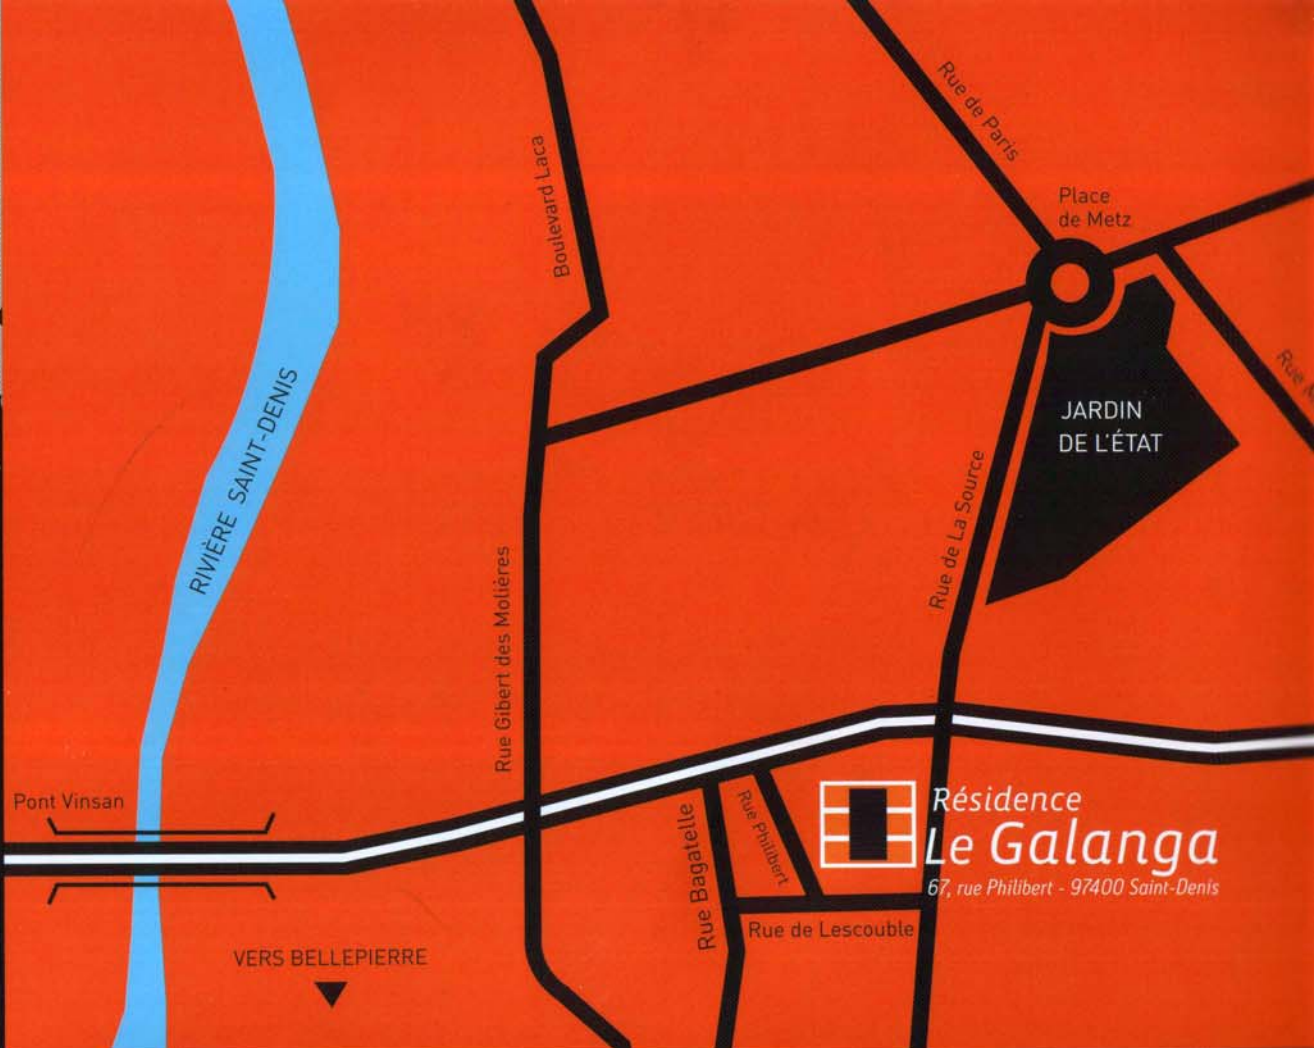 Rue de Paris
Place
de Metz
Boulevard Laca
Rue
JARDIN
DE L'ÉTAT
RIVIÈRE SAINT-DENIS
Rue de La Source
Rue Gibert des Molières
Pont Vinsan
Rue Bagatelle
Rue Philibert
Résidence
Le Galanga
67, rue Philibert - 97400 Saint-Denis
Rue de Lescouble
VERS BELLEPIERRE